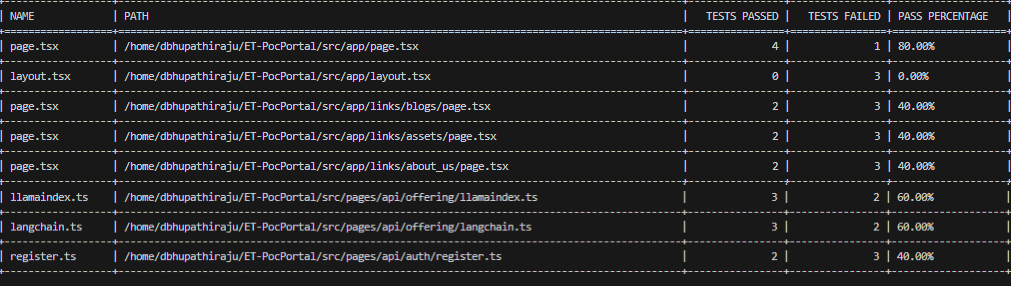 NAME | PATH | TESTS PASSED | TESTS FAILED | PASS PERCENTAGE
page.tsx | /home/dbhupathiraju/ET-PocPortal/src/app/page.tsx | 4 | 1 | 80.00%
layout.tsx | /home/dbhupathiraju/ET-PocPortal/src/app/layout.tsx | 0 | 3 | 0.00%
page.tsx | /home/dbhupathiraju/ET-PocPortal/src/app/links/blogs/page.tsx | 2 | 3 | 40.00%
page.tsx | /home/dbhupathiraju/ET-PocPortal/src/app/links/assets/page.tsx | 2 | 3 | 40.00%
page.tsx | /home/dbhupathiraju/ET-PocPortal/src/app/links/about_us/page.tsx | 2 | 3 | 40.00%
llamaindex.ts | /home/dbhupathiraju/ET-PocPortal/src/pages/api/offering/llamaindex.ts | 3 | 2 | 60.00%
langchain.ts | /home/dbhupathiraju/ET-PocPortal/src/pages/api/offering/langchain.ts | 3 | 2 | 60.00%
register.ts | /home/dbhupathiraju/ET-PocPortal/src/pages/api/auth/register.ts | 2 | 3 | 40.00%